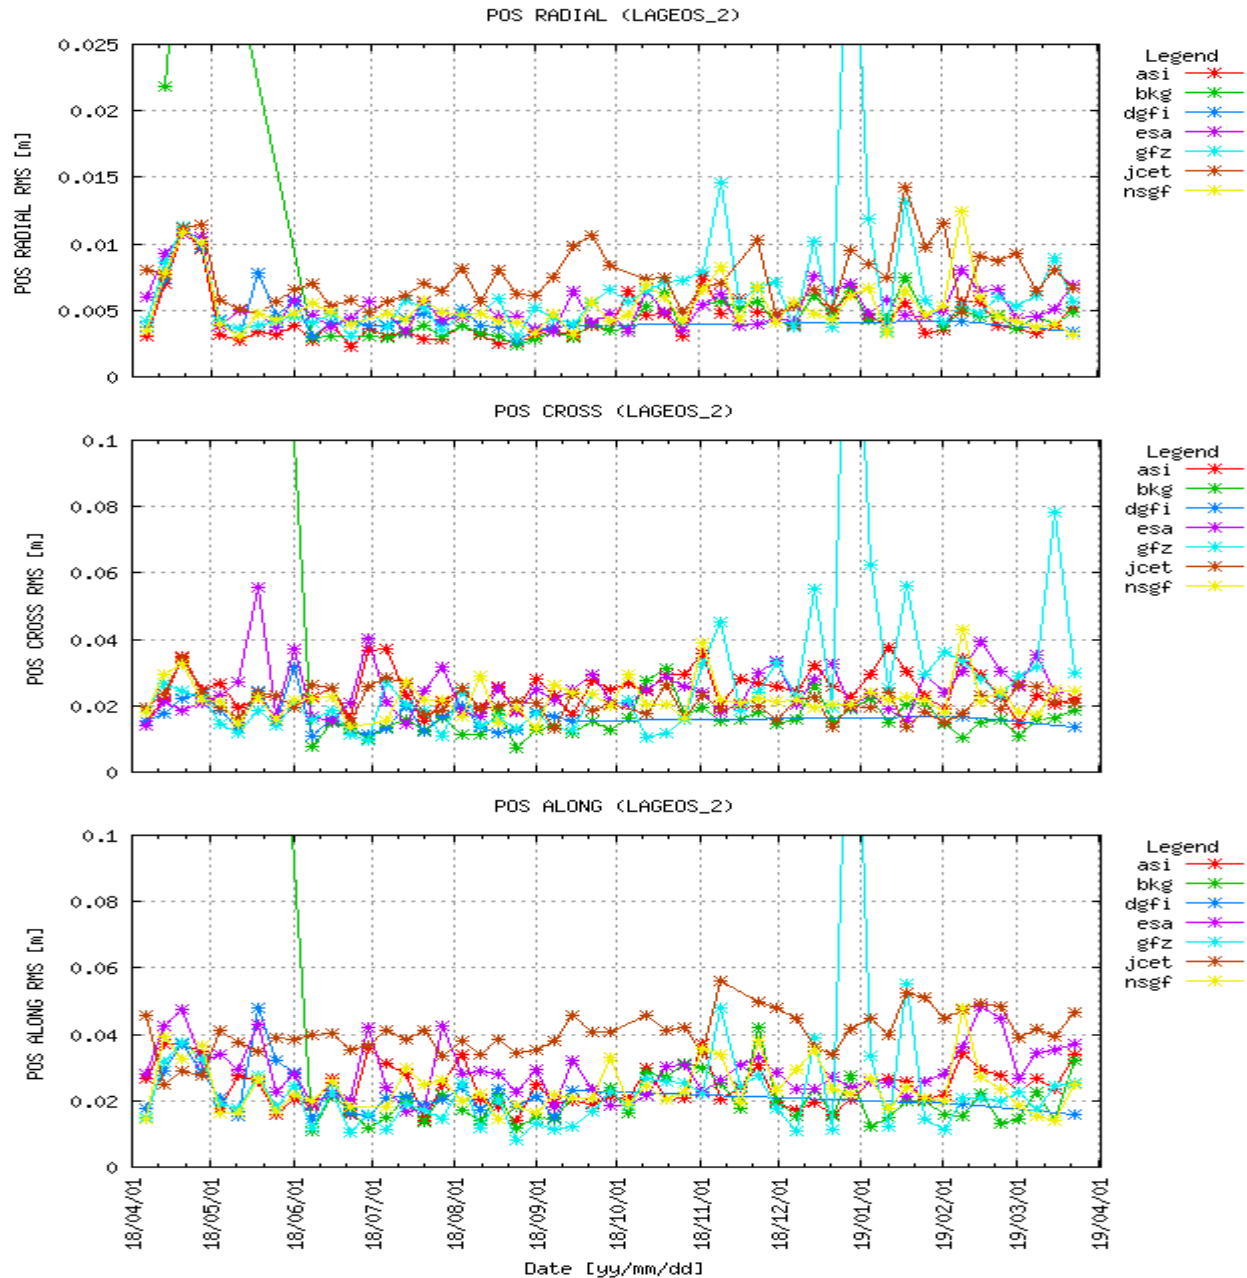 POS RADIAL (LAGEOS_2)
0.025
0.02
0.015
0.01
0.005
0
POS RADIAL RMS [m]
Legend
asi
bkg
dgfi
esa
gfz
jcet
nsgf
POS CROSS (LAGEOS_2)
0.1
0.08
0.06
0.04
0.02
0
POS CROSS RMS [m]
Legend
asi
bkg
dgfi
esa
gfz
jcet
nsgf
POS ALONG (LAGEOS_2)
0.1
0.08
0.06
0.04
0.02
0
POS ALONG RMS [m]
Legend
asi
bkg
dgfi
esa
gfz
jcet
nsgf
18/04/01
18/05/01
18/06/01
18/07/01
18/08/01
18/09/01
18/10/01
18/11/01
18/12/01
19/01/01
19/02/01
19/03/01
19/04/01
Date [yy/mm/dd]